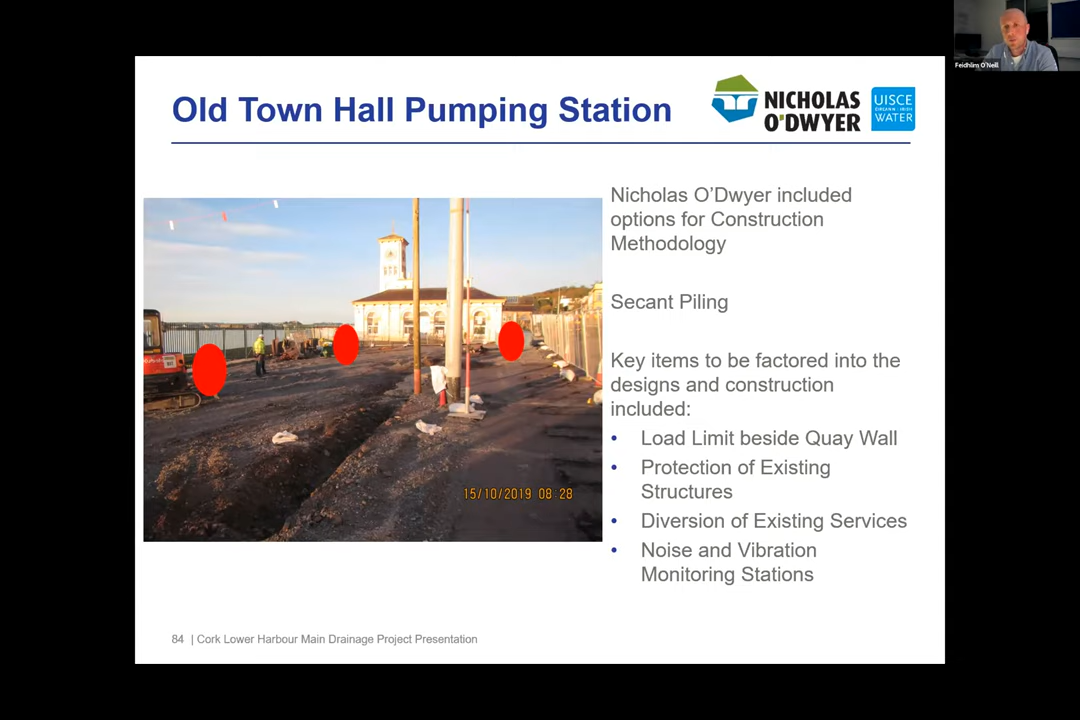 Feidhlim O'Neill
Old Town Hall Pumping Station
NICHOLAS
O'DWYER
UISCE
ÉIREANN : IRISH
WATER
Nicholas O'Dwyer included
options for Construction
Methodology
Secant Piling
Key items to be factored into the
designs and construction
included:
• Load Limit beside Quay Wall
• Protection of Existing
Structures
• Diversion of Existing Services
• Noise and Vibration
Monitoring Stations
15/10/2019 08:28
84 | Cork Lower Harbour Main Drainage Project Presentation